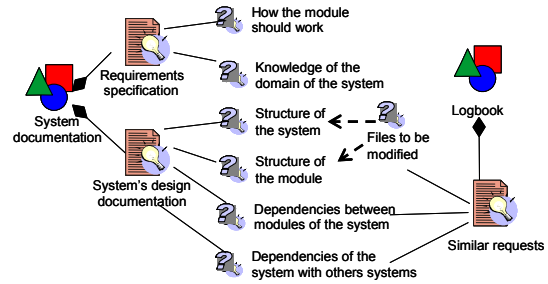 How the module
should work
Requirements
specification
Knowledge of the
domain of the system
System
documentation
Structure of
the system
Files to be
modified
Logbook
System's design
documentation
Structure of
the module
Dependencies between
modules of the system
Similar requests
Dependencies of the
system with others systems